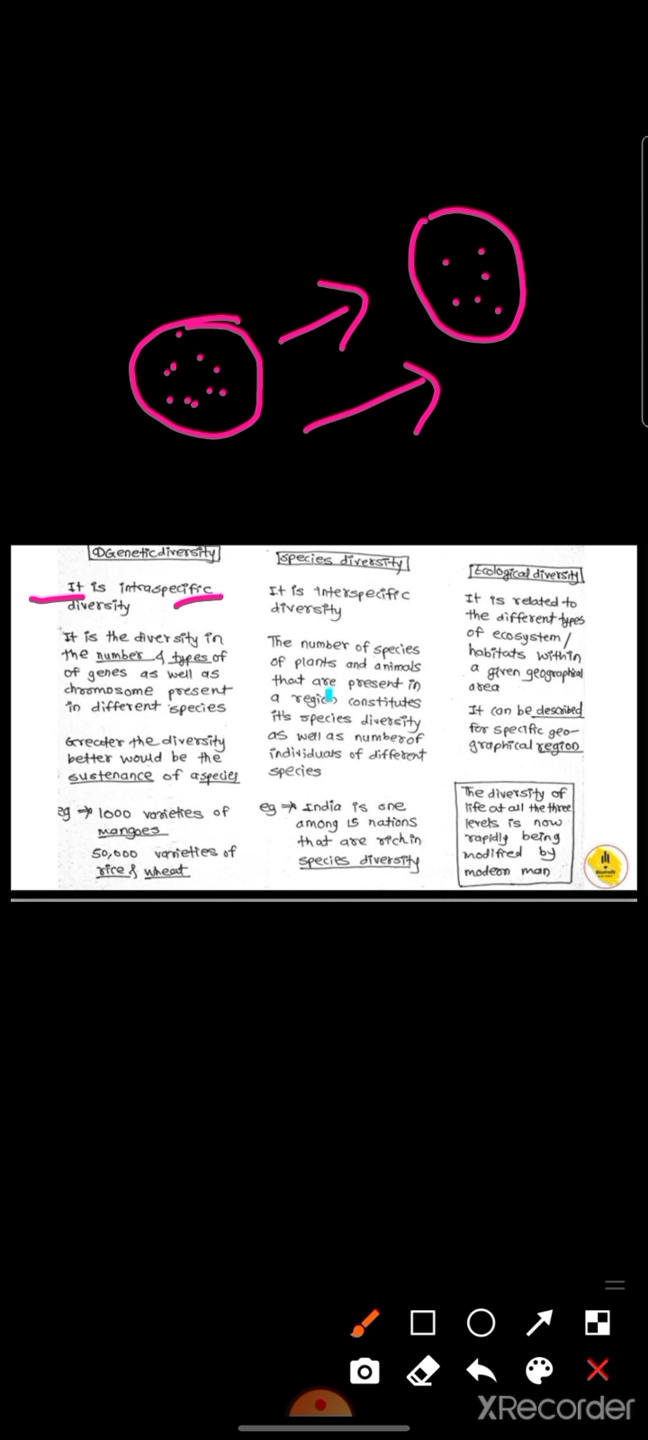 ①Genetic diversity
It is intraspecific
diversity
It is the diversity in
the number & types of
of genes as well as
chromosome present
in different species
Greater the diversity
better would be the
sustenance of a species
eg → 1000 varieties of
mangoes
50,000 varieties of
rice & wheat
species diversity
It is Interspecific
diversity
The number of species
of plants and animals
that are present in
a region constitutes
it's species diversity
as well as number of
individuals of different
species
eg → India is one
among 15 nations
that are rich in
species diversity
Ecological diversity
It is related to
the different types
of ecosystem/
habitats within
a given geographical
area
It can be described
for specific geo-
graphical region
The diversity of
life at all the three
levels is now
rapidly being
modified by
modern man
XRecorder